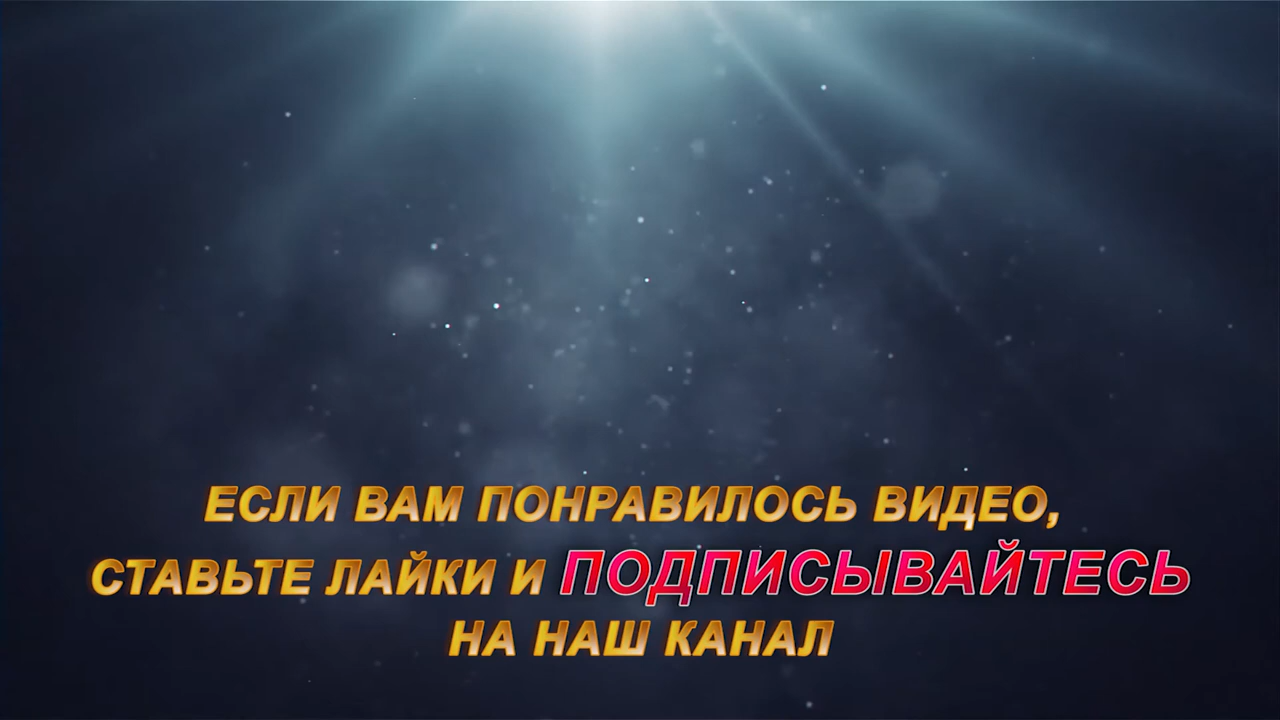 ЕСЛИ ВАМ ПОНРАВИЛОСЬ ВИДЕО,
СТАВЬТЕ ЛАЙКИ И ПОДПИСЫВАЙТЕСЬ
НА НАШ КАНАЛ